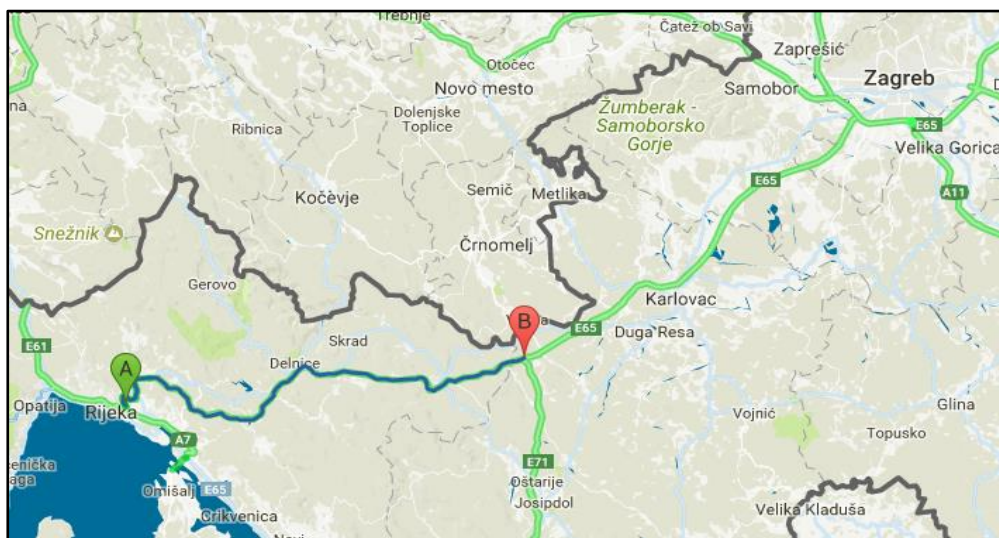 Trebnje
Čatež ob Savi
Zaprešić
Otočec
Novo mesto
Samobor
Zagreb
Dolenjske
Toplice
Žumberak -
Samoborsko
Gorje
E65
Ribnica
Velika Gorica
Semič
Metlika
E65
A11
Kočevje
Snežnik
Črnomelj
Gerovo
Karlovac
B
E65
Duga Resa
Skrad
E61
Delnice
A
Opatija
Rijeka
Vojnić
Glina
A7
Topusko
E71
Oštarije
Omišalj
E65
Josipdol
Crikvenica
Velika Kladuša